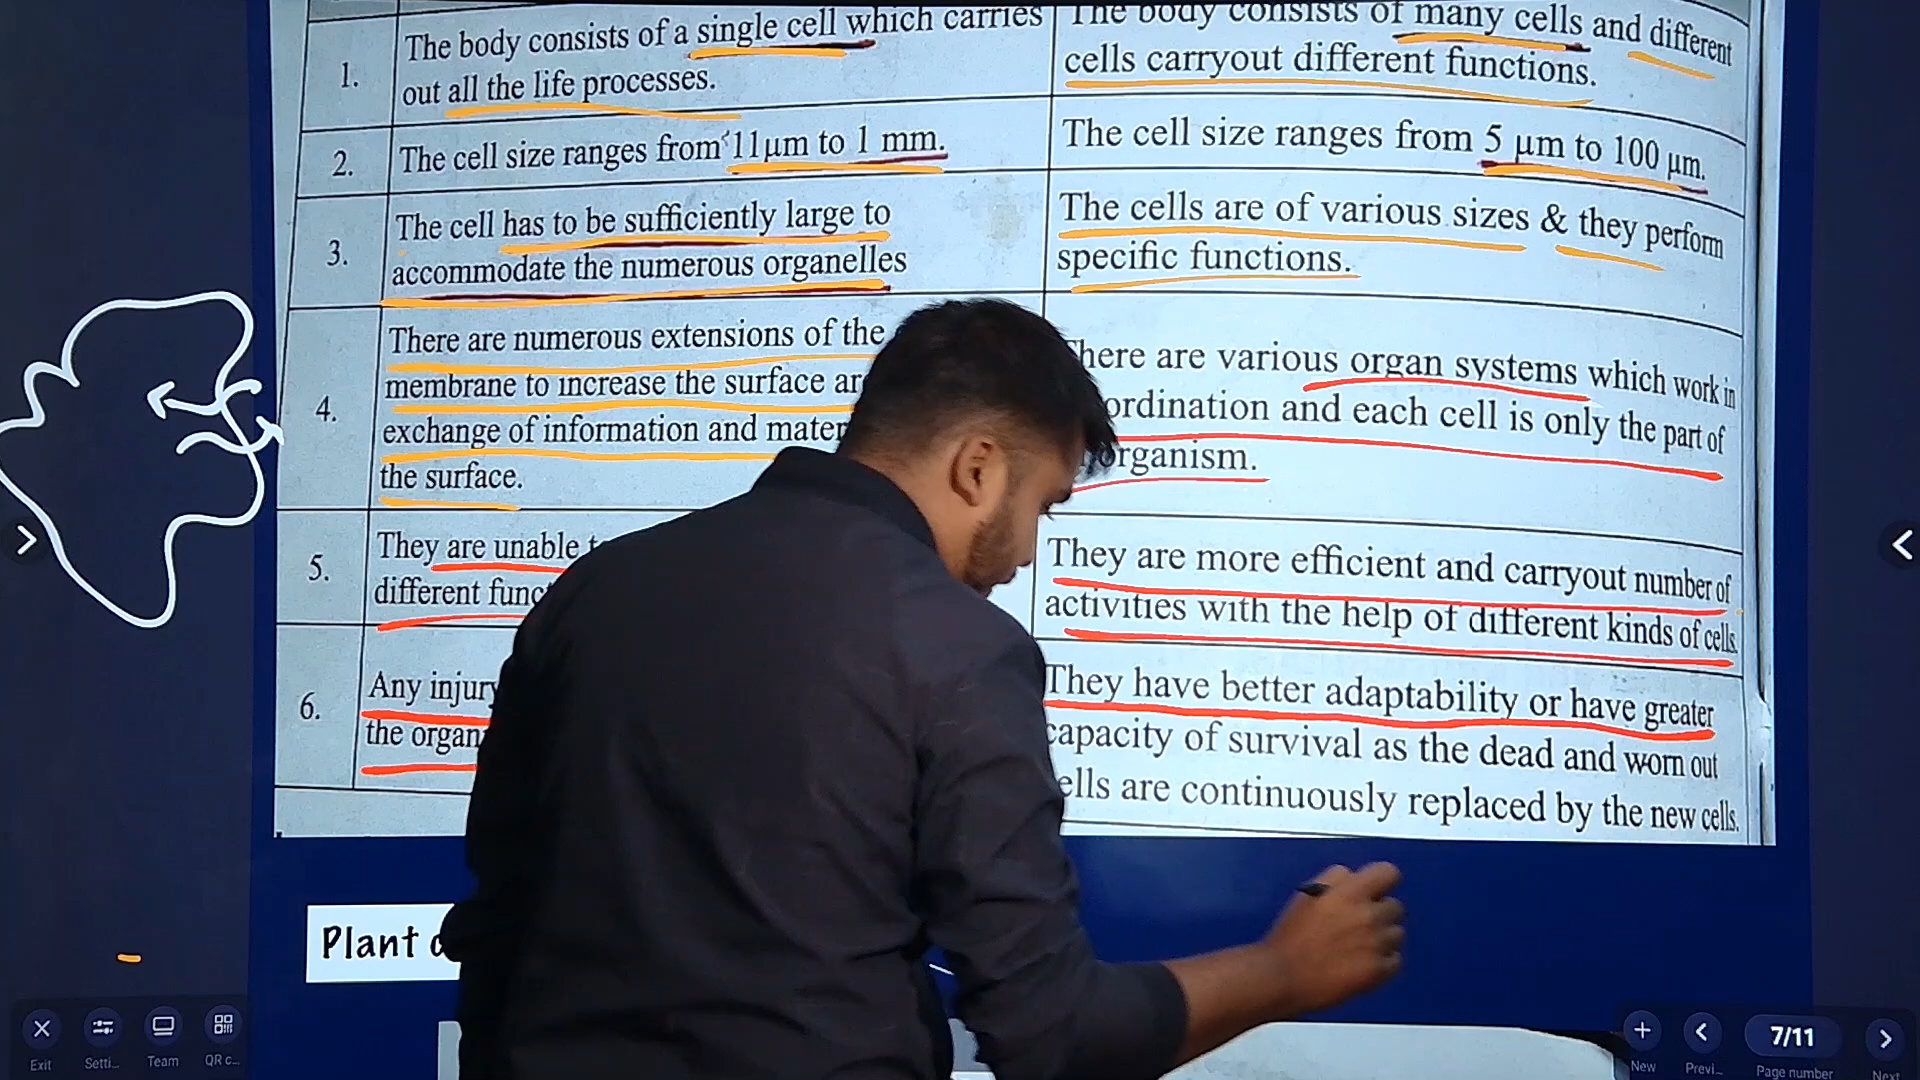 1.
The body consists of a single cell which carries
out all the life processes.
The body consists of many cells and different
cells carryout different functions.
2.
The cell size ranges from 11µm to 1 mm.
The cell size ranges from 5 µm to 100 µm.
3.
The cell has to be sufficiently large to
accommodate the numerous organelles
The cells are of various sizes & they perform
specific functions.
4.
There are numerous extensions of the
membrane to increase the surface
exchange of information and
the surface.
here are various organ systems which work in
ordination and each cell is only the part of
organism.
5.
They are unable
different
They are more efficient and carryout number of
activities with the help of different kinds of cells.
6.
Any injury
the
They have better adaptability or have greater
capacity of survival as the dead and worn out
ells are continuously replaced by the new cells.
Plant
Exit
Setti...
Team
QR c...
New
Previ...
7/11
Page number
Next